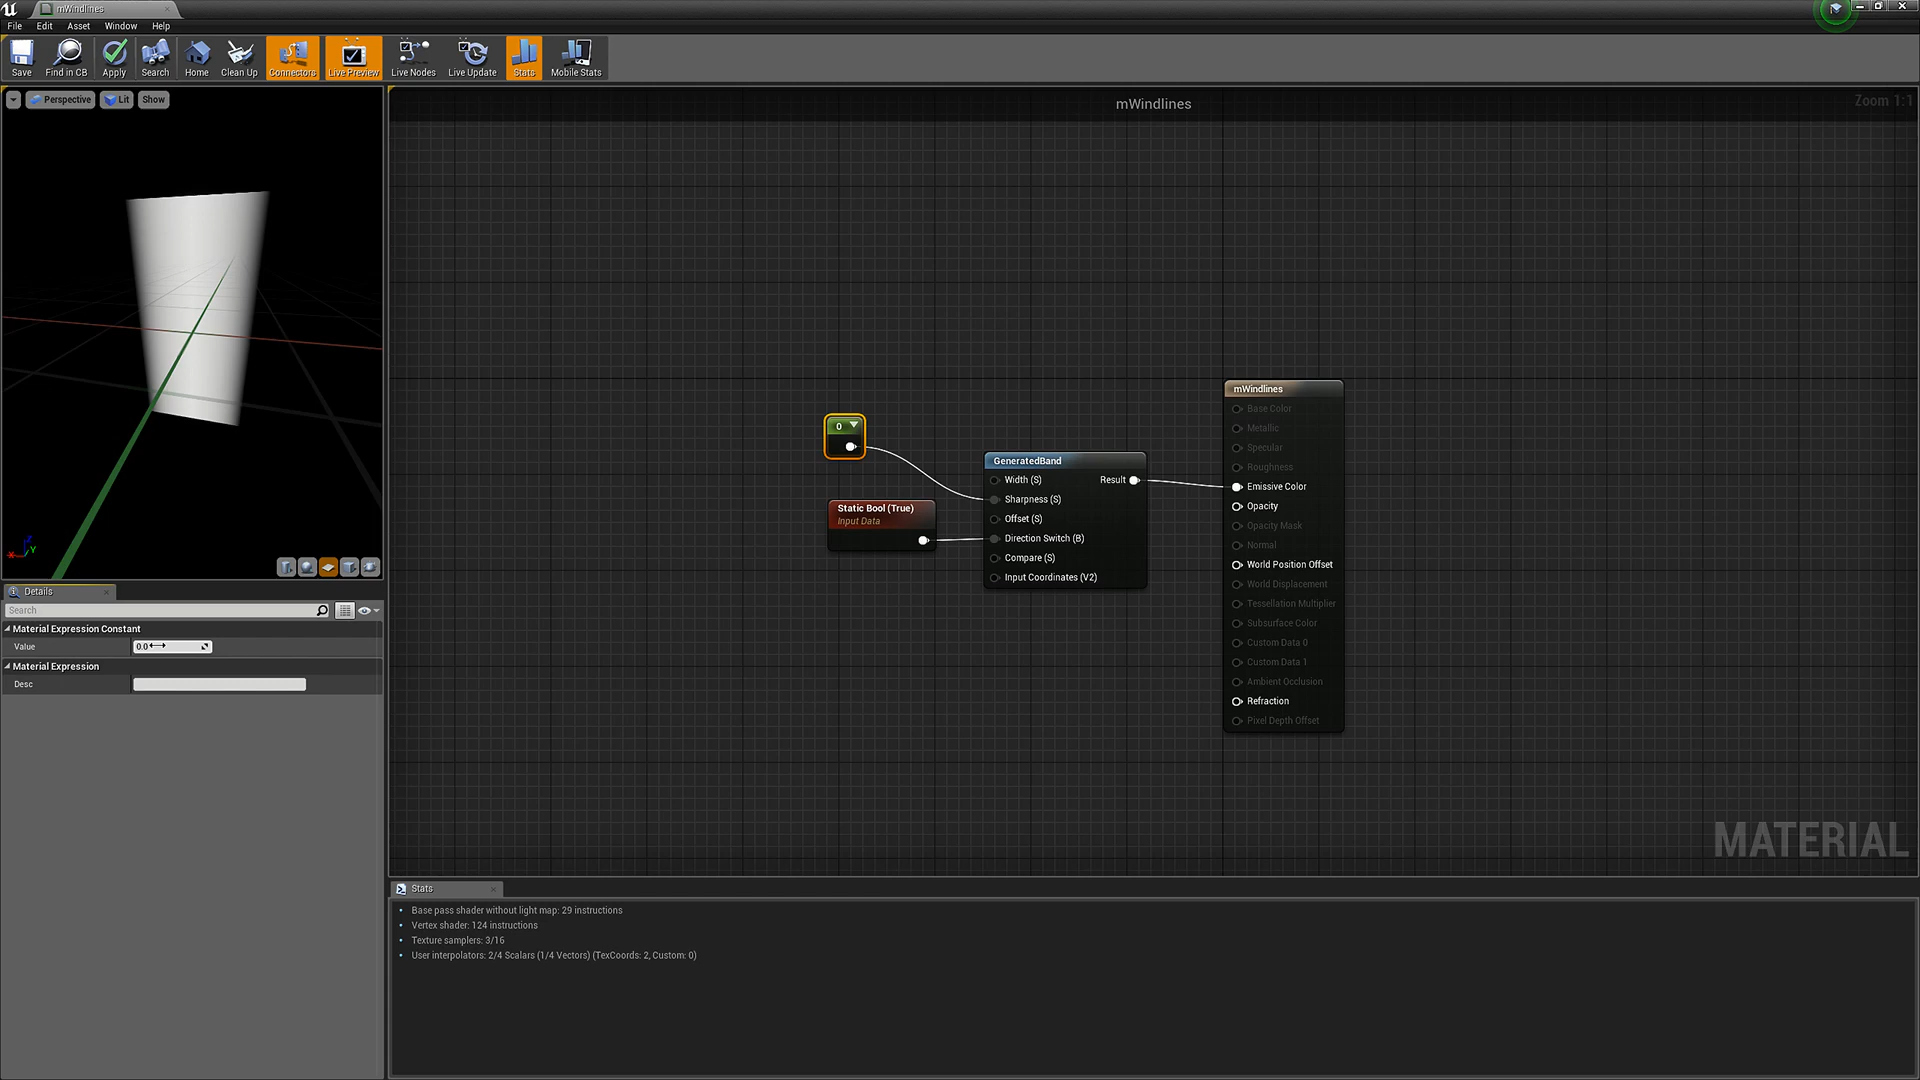 mWindlines
File Edit Asset Window Help
Save Find in CB Apply Search Home Clean Up Connectors Live Preview Live Nodes Live Update Stats Mobile Stats
Perspective Lit Show
mWindlines
Zoom 1:1
0
Static Bool (True)
Input Data
GeneratedBand
Width (S) Result
Sharpness (S)
Offset (S)
Direction Switch (B)
Compare (S)
Input Coordinates (V2)
mWindlines
Base Color
Metallic
Specular
Roughness
Emissive Color
Opacity
Opacity Mask
Normal
World Position Offset
World Displacement
Tessellation Multiplier
Subsurface Color
Custom Data 0
Custom Data 1
Ambient Occlusion
Refraction
Pixel Depth Offset
MATERIAL
X Y
Details
Search
Material Expression Constant
Value 0.0
Material Expression
Desc
Stats
Base pass shader without light map: 29 instructions
Vertex shader: 124 instructions
Texture samplers: 3/16
User interpolators: 2/4 Scalars (1/4 Vectors) (TexCoords: 2, Custom: 0)